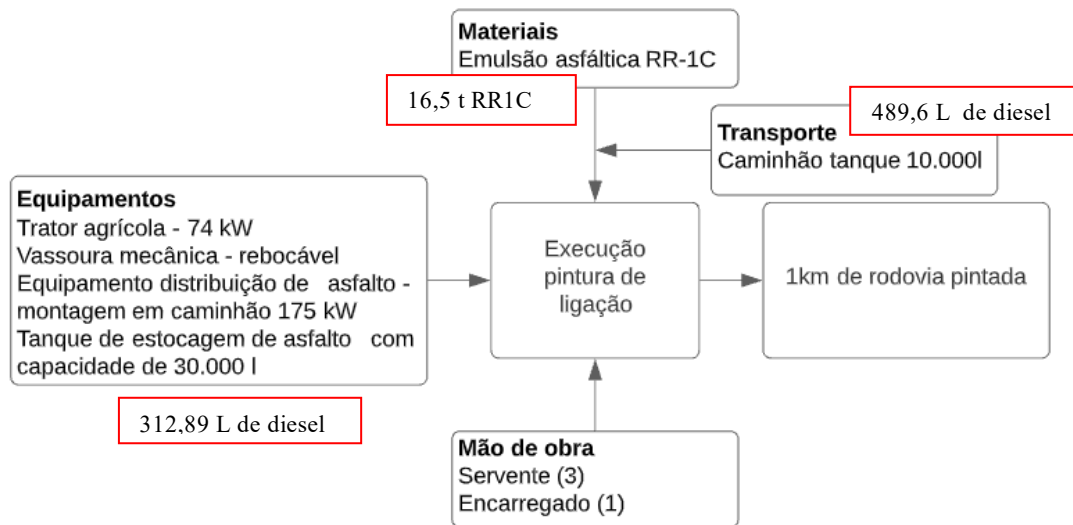 Materiais
Emulsão asfáltica RR-1C
16,5 t RR1C
489,6 L de diesel
Transporte
Caminhão tanque 10.000l
Equipamentos
Trator agrícola - 74 kW
Vassoura mecânica - rebocável
Equipamento distribuição de asfalto -
montagem em caminhão 175 kW
Tanque de estocagem de asfalto com
capacidade de 30.000 l
312,89 L de diesel
Execução
pintura de
ligação
1km de rodovia pintada
Mão de obra
Servente (3)
Encarregado (1)